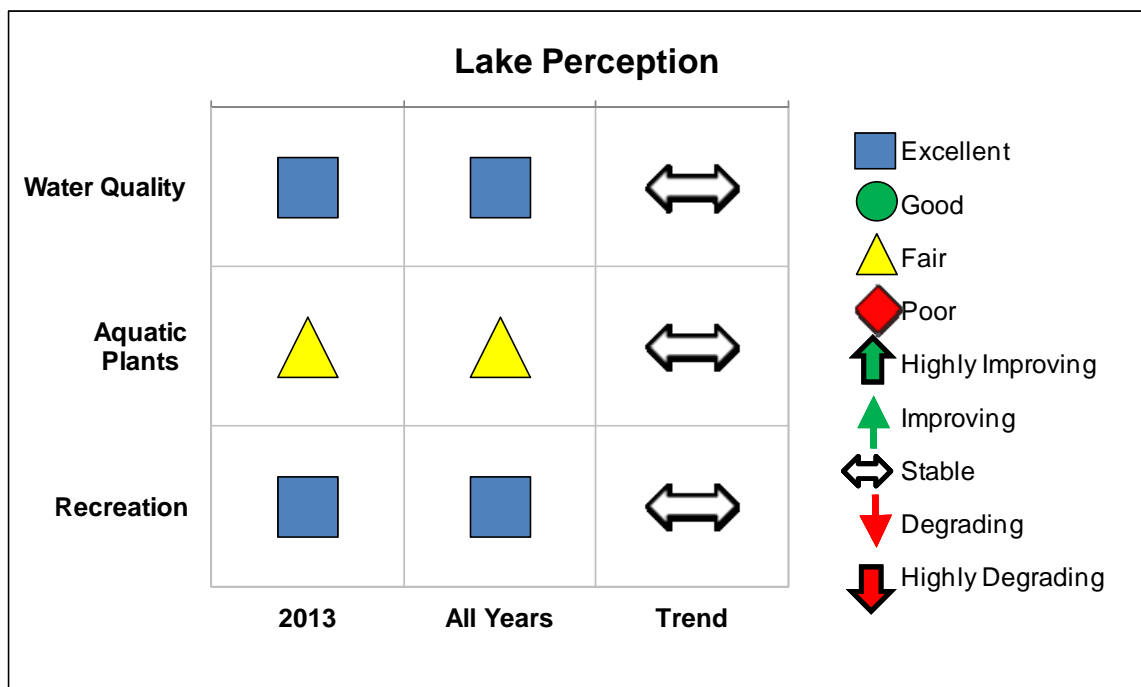 Lake Perception
Water Quality
Aquatic
Plants
Recreation
2013
All Years
Trend
Excellent
Good
Fair
Poor
Highly Improving
Improving
Stable
Degrading
Highly Degrading